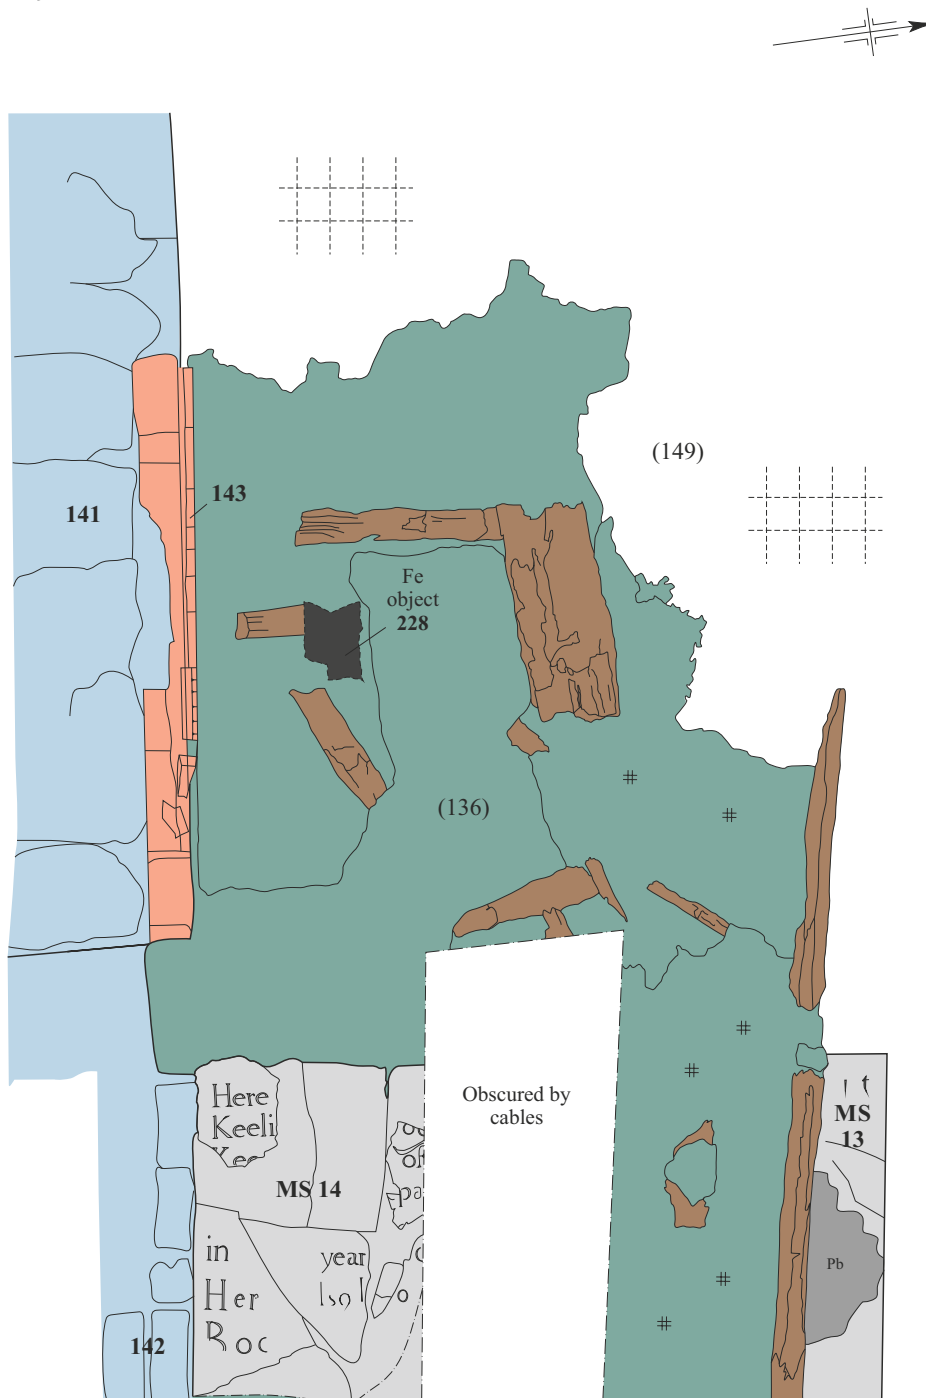 (149)
143
141
Fe
object
228
(136)
Obscured by
cables
Here
Keeli
MS 14
in
Her
Roc
year
MS
13
Pb
142